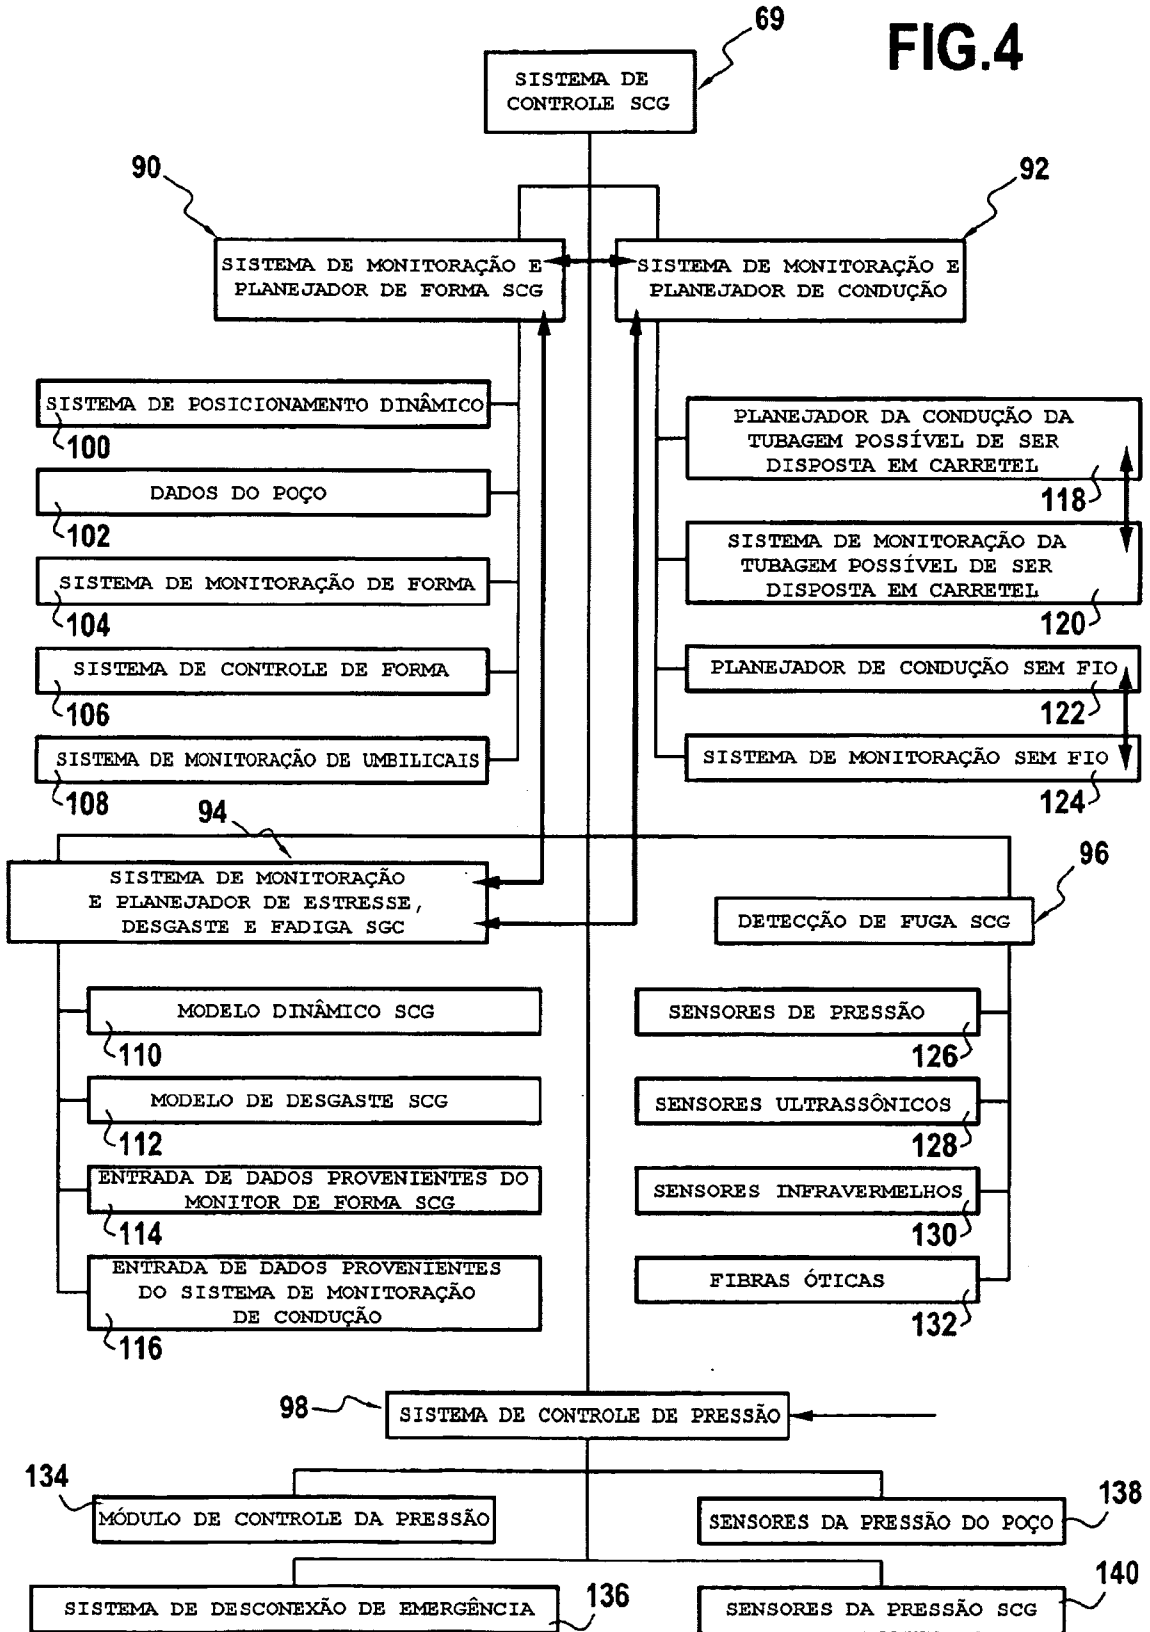 FIG.4
69
SISTEMA DE
CONTROLE SCG
90
92
SISTEMA DE MONITORAÇÃO E
PLANEJADOR DE FORMA SCG
SISTEMA DE MONITORAÇÃO E
PLANEJADOR DE CONDUÇÃO
SISTEMA DE POSICIONAMENTO DINÂMICO
100
DADOS DO POÇO
102
SISTEMA DE MONITORAÇÃO DE FORMA
104
SISTEMA DE CONTROLE DE FORMA
106
SISTEMA DE MONITORAÇÃO DE UMBILICAIS
108
PLANEJADOR DA CONDUÇÃO DA
TUBAGEM POSSÍVEL DE SER
DISPOSTA EM CARRETEL
118
SISTEMA DE MONITORAÇÃO DA
TUBAGEM POSSÍVEL DE SER
DISPOSTA EM CARRETEL
120
PLANEJADOR DE CONDUÇÃO SEM FIO
122
SISTEMA DE MONITORAÇÃO SEM FIO
124
94
SISTEMA DE MONITORAÇÃO
E PLANEJADOR DE ESTRESSE,
DESGASTE E FADIGA SGC
96
DETECÇÃO DE FUGA SCG
MODELO DINÂMICO SCG
110
MODELO DE DESGASTE SCG
112
ENTRADA DE DADOS PROVENIENTES DO
MONITOR DE FORMA SCG
114
ENTRADA DE DADOS PROVENIENTES
DO SISTEMA DE MONITORAÇÃO
DE CONDUÇÃO
116
SENSORES DE PRESSÃO
126
SENSORES ULTRASSÔNICOS
128
SENSORES INFRAVERMELHOS
130
FIBRAS ÓTICAS
132
98
SISTEMA DE CONTROLE DE PRESSÃO
134
MÓDULO DE CONTROLE DA PRESSÃO
138
SENSORES DA PRESSÃO DO POÇO
136
SISTEMA DE DESCONEXÃO DE EMERGÊNCIA
140
SENSORES DA PRESSÃO SCG